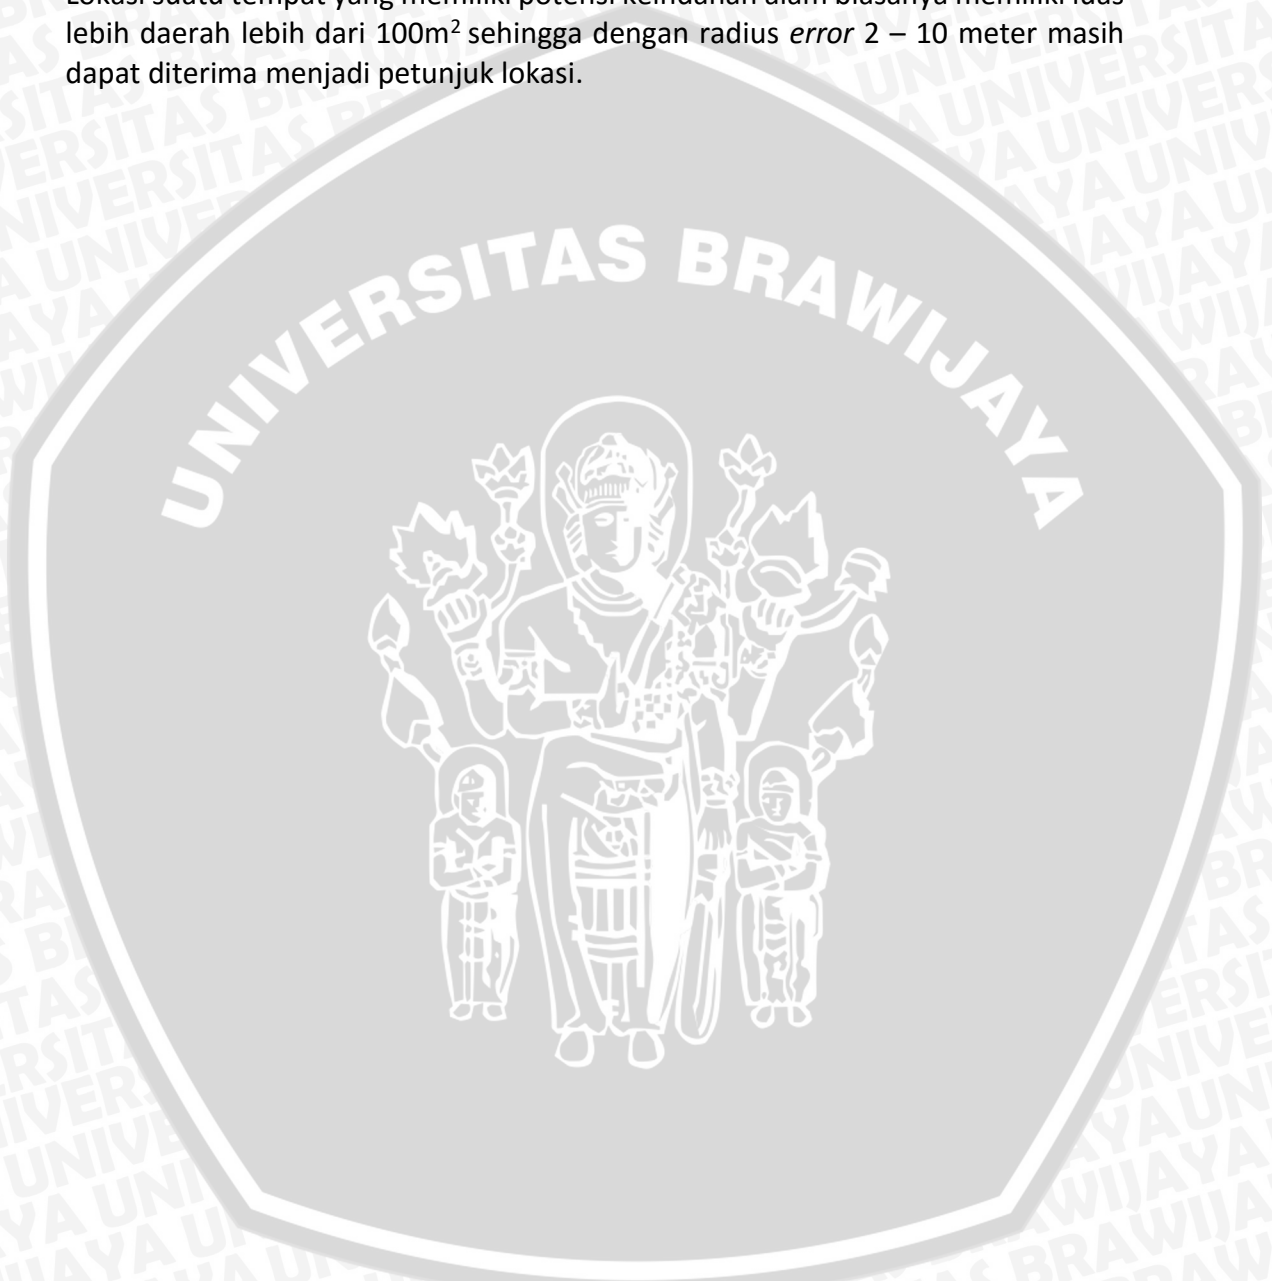 Lokasi suatu tempat yang memiliki potensi keindahan alam biasanya memiliki luas
lebih daerah lebih dari 100m² sehingga dengan radius error 2 – 10 meter masih
dapat diterima menjadi petunjuk lokasi.
UNIVERSITAS BRAWIJAYA